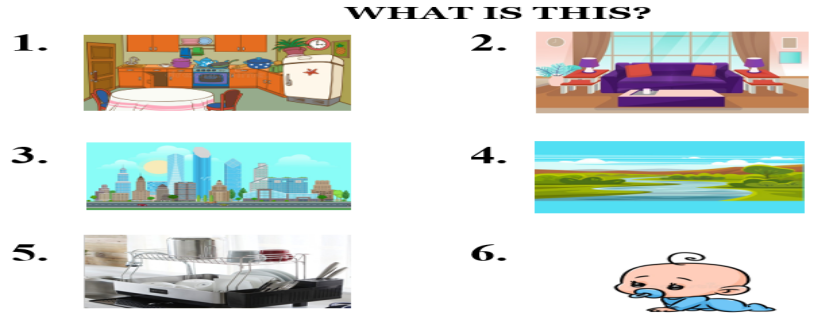 WHAT IS THIS?
1. 2.
3. 4.
5. 6.